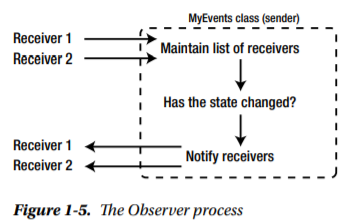 MyEvents class (sender)
Receiver 1
Receiver 2
Maintain list of receivers
Has the state changed?
Receiver 1
Receiver 2
Notify receivers
Figure 1-5. The Observer process